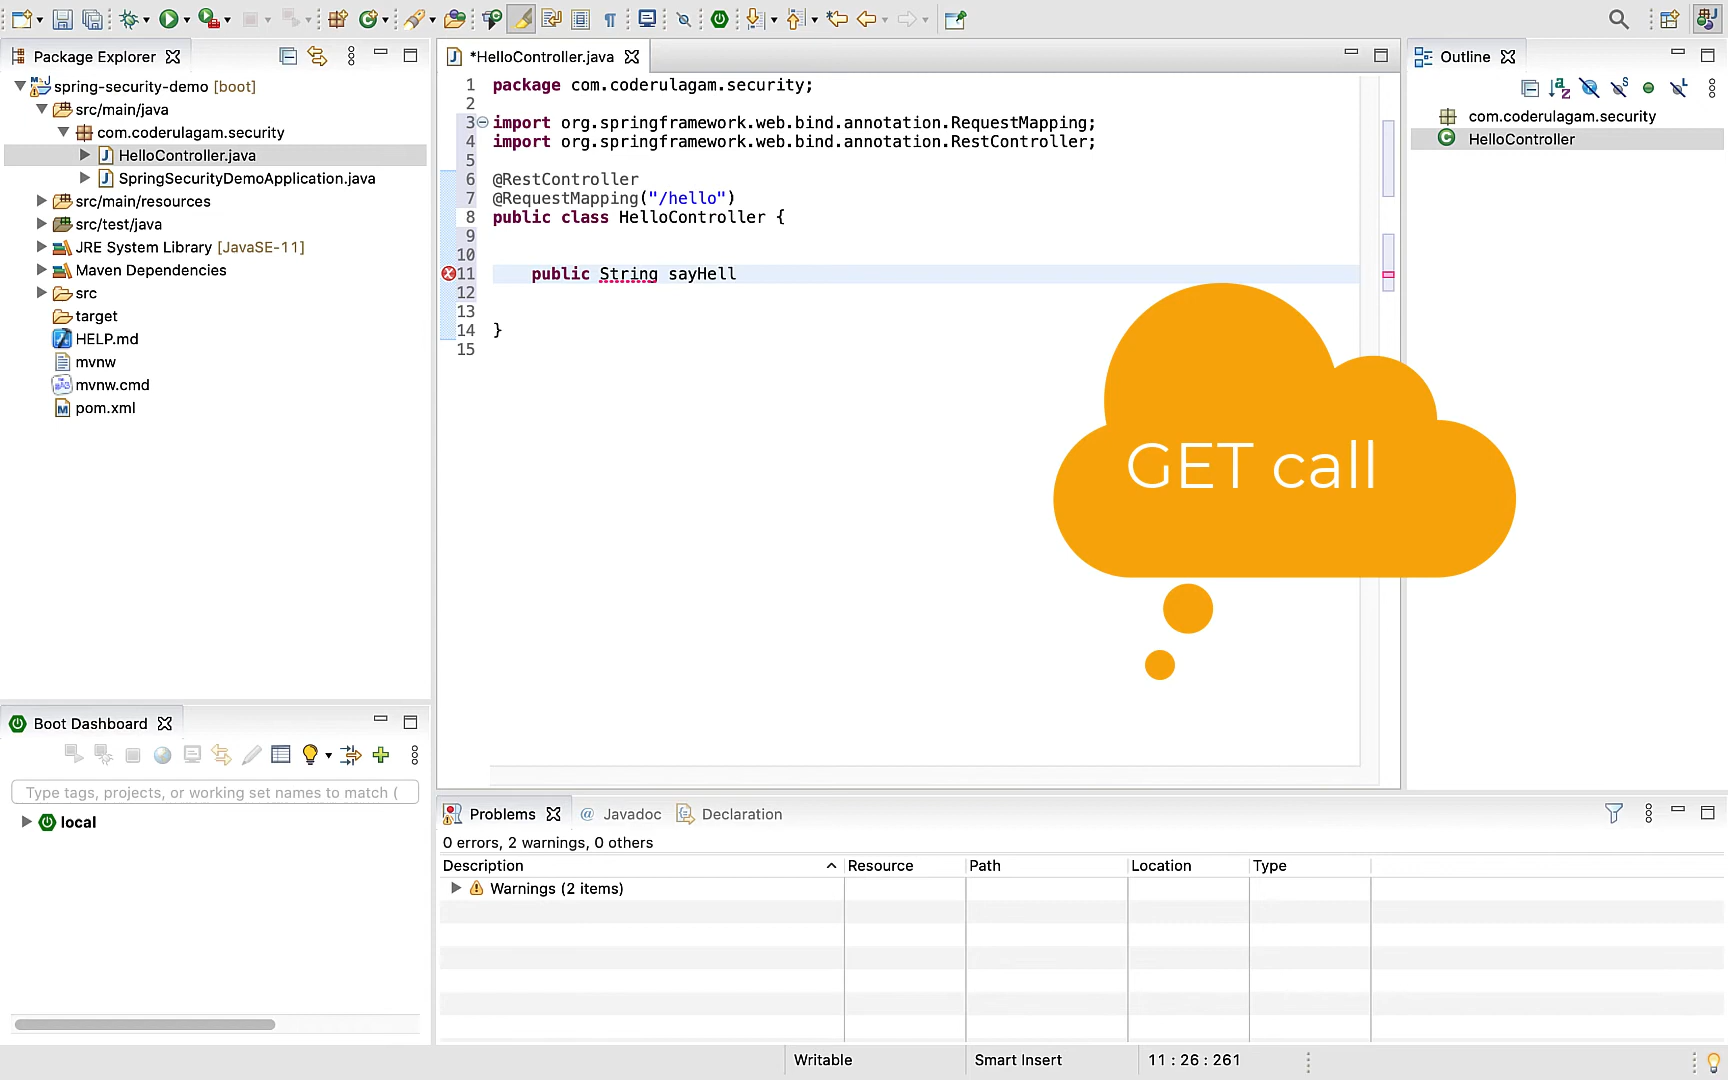 Package Explorer
spring-security-demo [boot]
src/main/java
com.coderulagam.security
HelloController.java
SpringSecurityDemoApplication.java
src/main/resources
src/test/java
JRE System Library [JavaSE-11]
Maven Dependencies
src
target
HELP.md
mvnw
mvnw.cmd
pom.xml
*HelloController.java
1 package com.coderulagam.security;
2
3 import org.springframework.web.bind.annotation.RequestMapping;
4 import org.springframework.web.bind.annotation.RestController;
5
6 @RestController
7 @RequestMapping("/hello")
8 public class HelloController {
9
10
11 public String sayHell
12
13
14 }
15
GET call
Outline
com.coderulagam.security
HelloController
Boot Dashboard
Type tags, projects, or working set names to match (
local
Problems Javadoc Declaration
0 errors, 2 warnings, 0 others
Description Resource Path Location Type
Warnings (2 items)
Writable Smart Insert 11 : 26 : 261